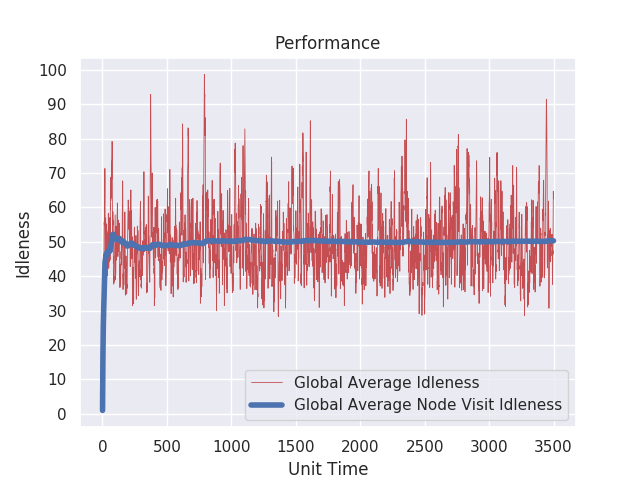 Performance
100
90
80
70
60
50
40
30
20
10
0
Idleness
Global Average Idleness
Global Average Node Visit Idleness
0 500 1000 1500 2000 2500 3000 3500
Unit Time